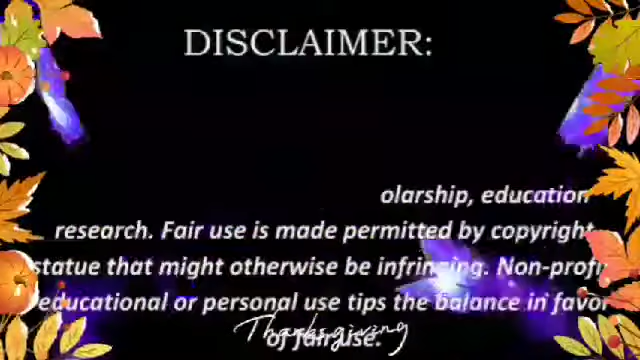 DISCLAIMER:
olarship, education
research. Fair use is made permitted by copyright
statue that might otherwise be infringing. Non-profi
educational or personal use tips the balance in favor
of fair use.
Thanksgiving